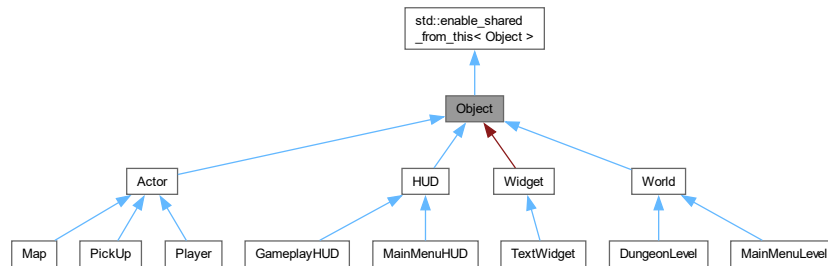 std::enable_shared
_from_this< Object >
Object
Actor
HUD
Widget
World
Map
PickUp
Player
GameplayHUD
MainMenuHUD
TextWidget
DungeonLevel
MainMenuLevel